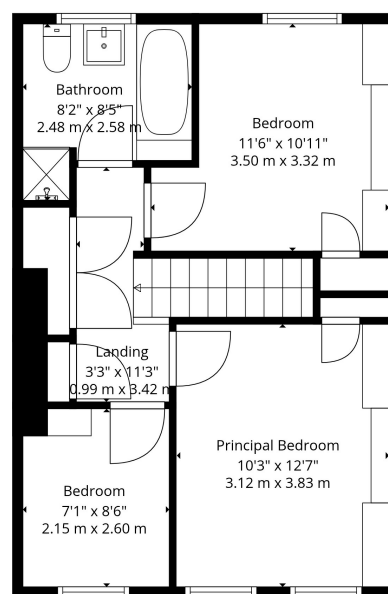 Bathroom
8'2" x 8'5"
2.48 m x 2.58 m
Bedroom
11'6" x 10'11"
3.50 m x 3.32 m
Landing
3'3" x 11'3"
0.99 m x 3.42 m
Principal Bedroom
10'3" x 12'7"
3.12 m x 3.83 m
Bedroom
7'1" x 8'6"
2.15 m x 2.60 m